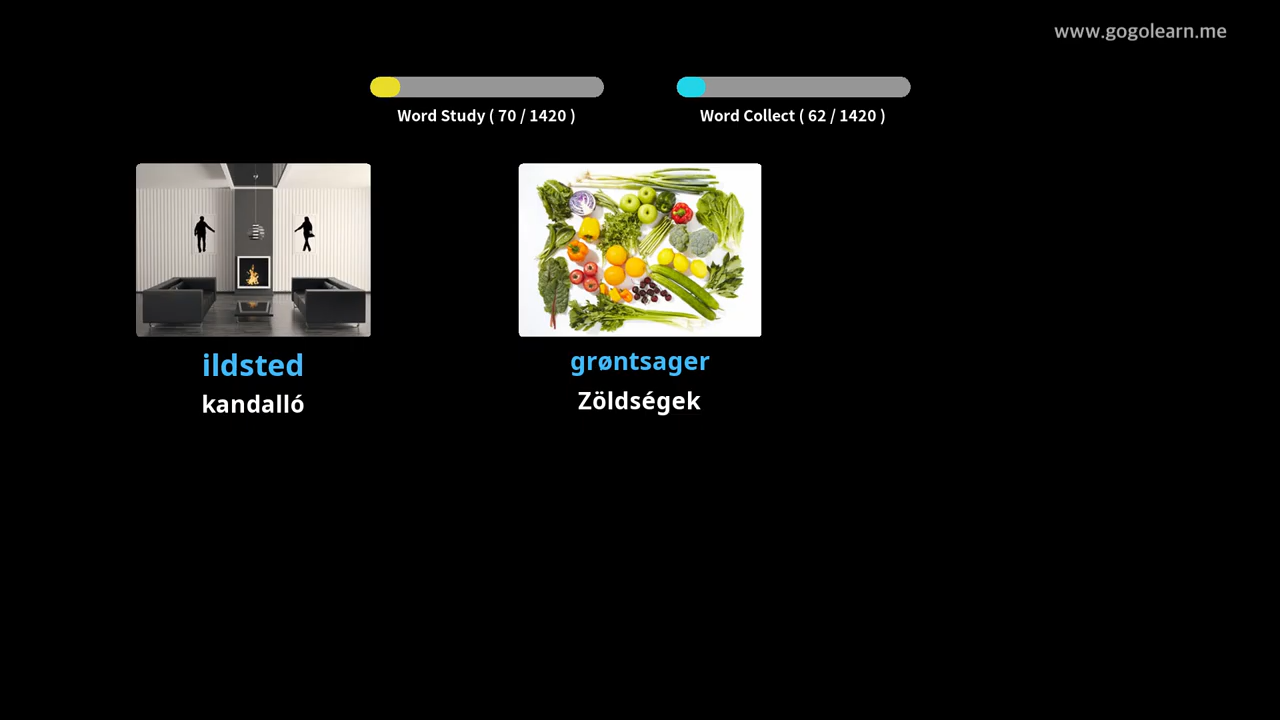 www.gogolearn.me
Word Study ( 70 / 1420 )
Word Collect ( 62 / 1420 )
ildsted
kandalló
grøntsager
Zöldségek